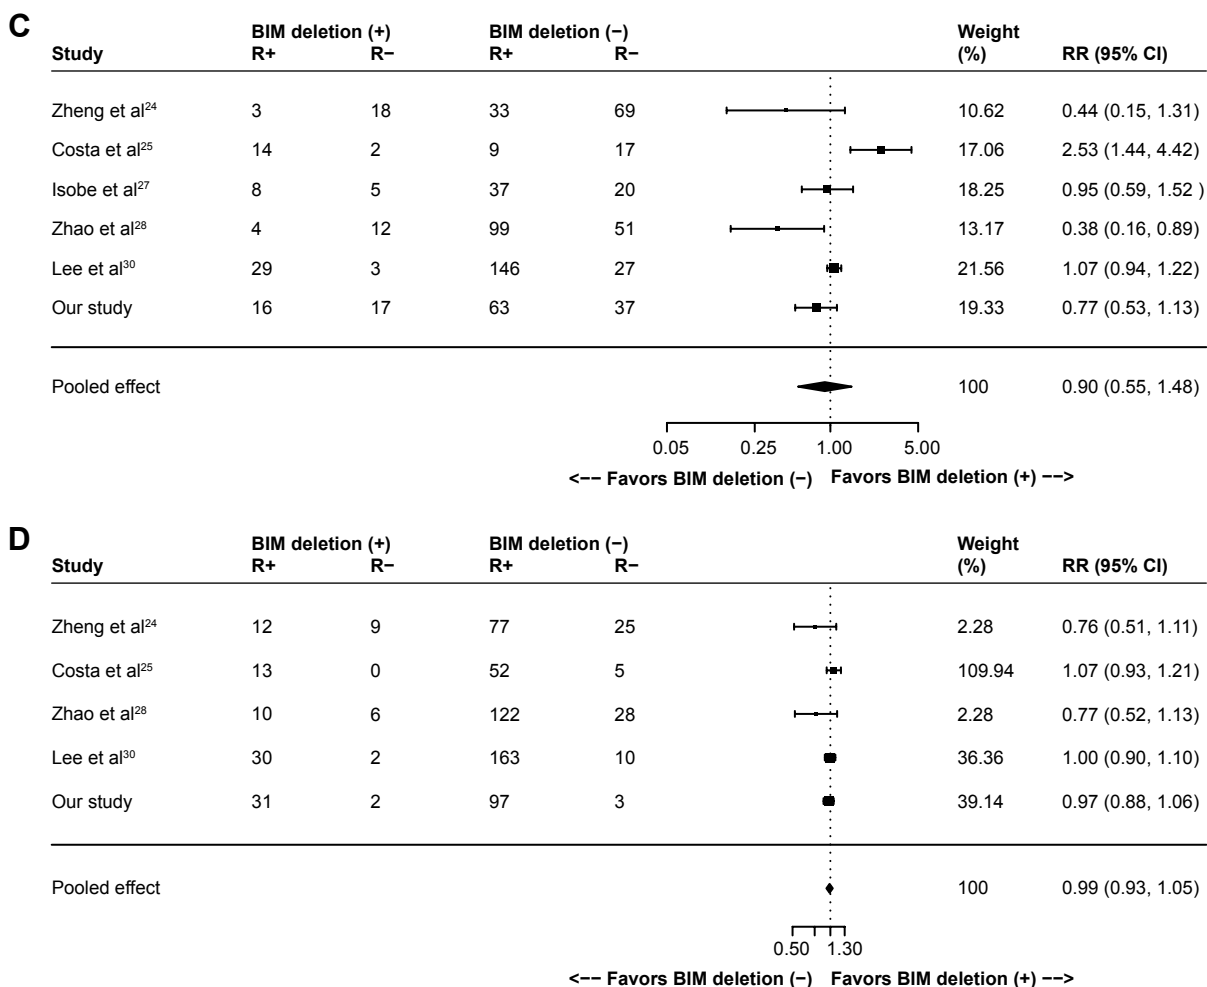 C
BIM deletion (+) BIM deletion (−) Weight
Study R+ R− R+ R− (%) RR (95% CI)
Zheng et al24 3 18 33 69 10.62 0.44 (0.15, 1.31)
Costa et al25 14 2 9 17 17.06 2.53 (1.44, 4.42)
Isobe et al27 8 5 37 20 18.25 0.95 (0.59, 1.52 )
Zhao et al28 4 12 99 51 13.17 0.38 (0.16, 0.89)
Lee et al30 29 3 146 27 21.56 1.07 (0.94, 1.22)
Our study 16 17 63 37 19.33 0.77 (0.53, 1.13)
Pooled effect 100 0.90 (0.55, 1.48)
0.05 0.25 1.00 5.00
<−− Favors BIM deletion (−) Favors BIM deletion (+) −−>
D
BIM deletion (+) BIM deletion (−) Weight
Study R+ R− R+ R− (%) RR (95% CI)
Zheng et al24 12 9 77 25 2.28 0.76 (0.51, 1.11)
Costa et al25 13 0 52 5 109.94 1.07 (0.93, 1.21)
Zhao et al28 10 6 122 28 2.28 0.77 (0.52, 1.13)
Lee et al30 30 2 163 10 36.36 1.00 (0.90, 1.10)
Our study 31 2 97 3 39.14 0.97 (0.88, 1.06)
Pooled effect 100 0.99 (0.93, 1.05)
0.50 1.30
<−− Favors BIM deletion (−) Favors BIM deletion (+) −−>